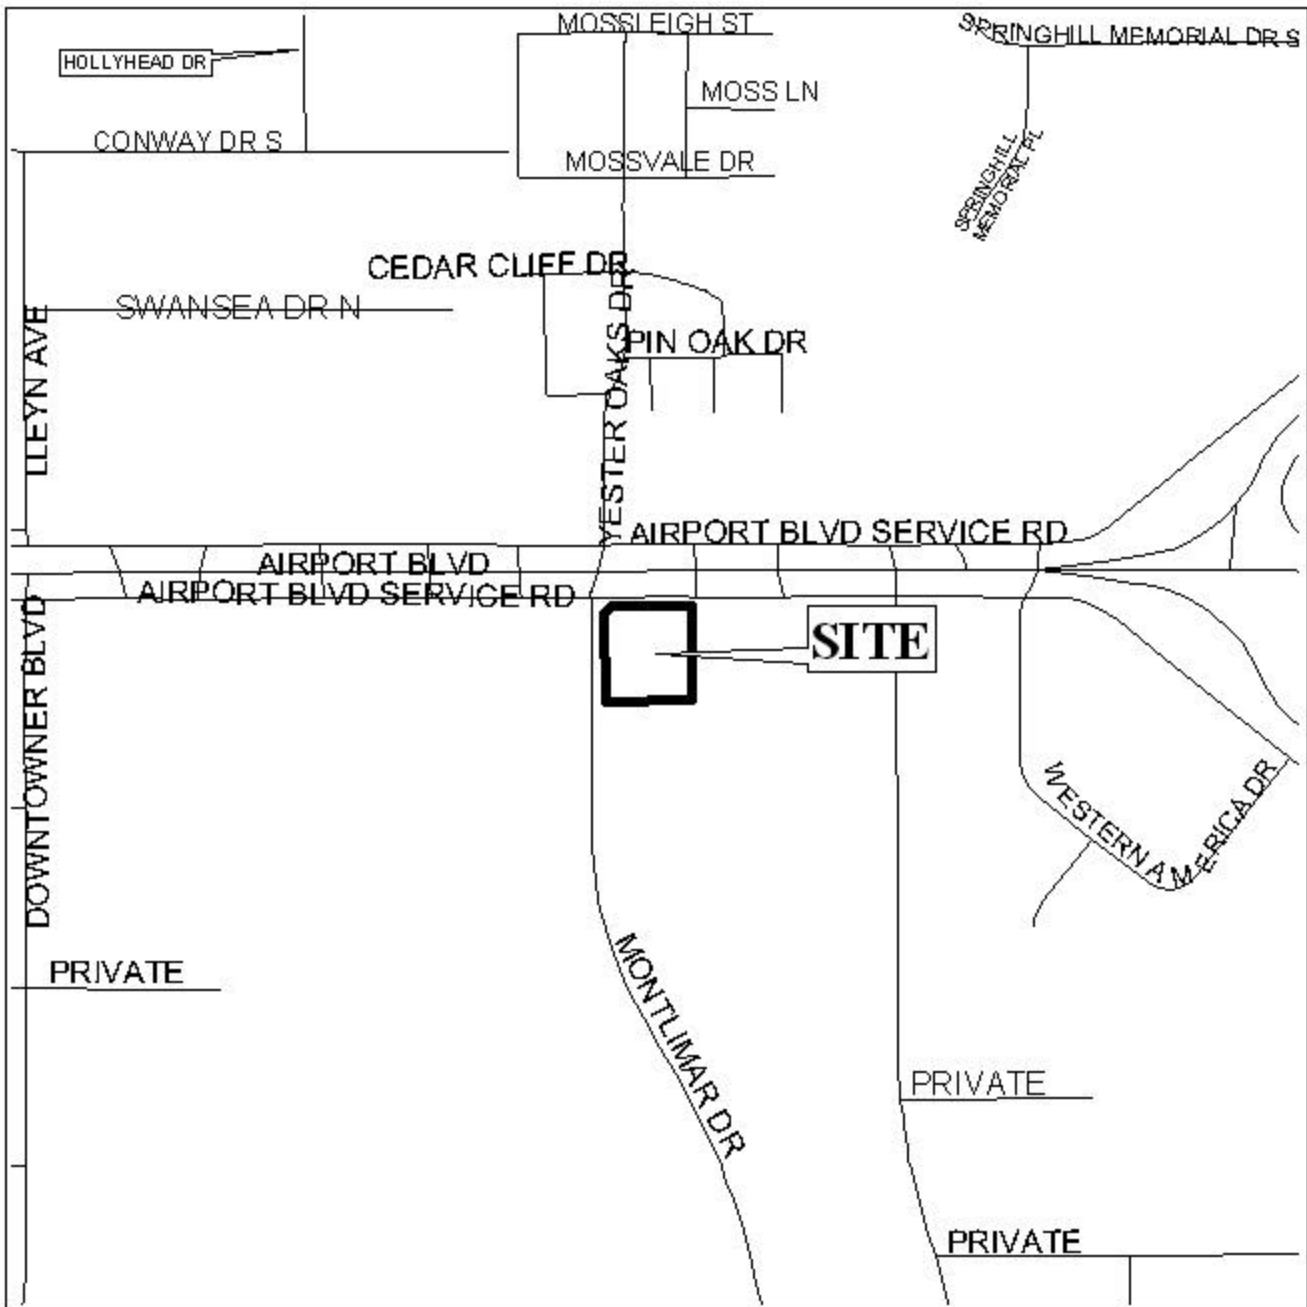 MOSSLEIGH ST
SPRINGHILL MEMORIAL DR S
HOLLYHEAD DR
MOSS LN
CONWAY DR S
MOSSVALE DR
SPRINGHILL
MEMORIAL PL
CEDAR CLIFF DR
SWANSEA DR N
PIN OAK DR
LLEYN AVE
YESTER OAKS DR
AIRPORT BLVD SERVICE RD
AIRPORT BLVD
AIRPORT BLVD SERVICE RD
SITE
DOWNTOWNER BLVD
WESTERN AMERICA DR
PRIVATE
MONTLIMAR DR
PRIVATE
PRIVATE